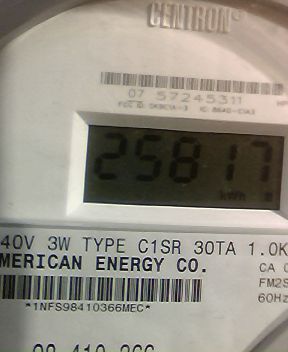 CENTRON®
07 57245311
25817
kWh
40V 3W TYPE C1SR 30TA 1.0K
MERICAN ENERGY CO.
CA
FM2S
60Hz
*1NFS98410366MEC*